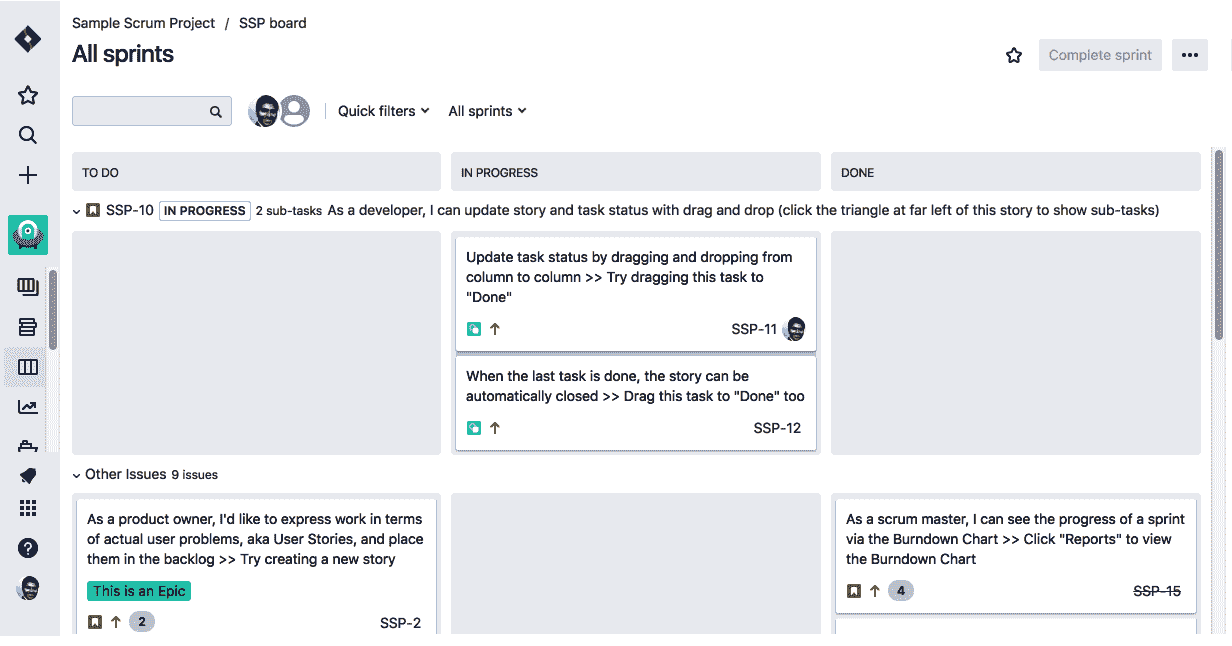 Sample Scrum Project / SSP board
All sprints
Complete sprint
Quick filters
All sprints
TO DO
IN PROGRESS
DONE
SSP-10 IN PROGRESS 2 sub-tasks As a developer, I can update story and task status with drag and drop (click the triangle at far left of this story to show sub-tasks)
Update task status by dragging and dropping from
column to column >> Try dragging this task to
"Done"
SSP-11
When the last task is done, the story can be
automatically closed >> Drag this task to "Done" too
SSP-12
Other Issues 9 issues
As a product owner, I'd like to express work in terms
of actual user problems, aka User Stories, and place
them in the backlog >> Try creating a new story
This is an Epic
2
SSP-2
As a scrum master, I can see the progress of a sprint
via the Burndown Chart >> Click "Reports" to view
the Burndown Chart
4
SSP-15